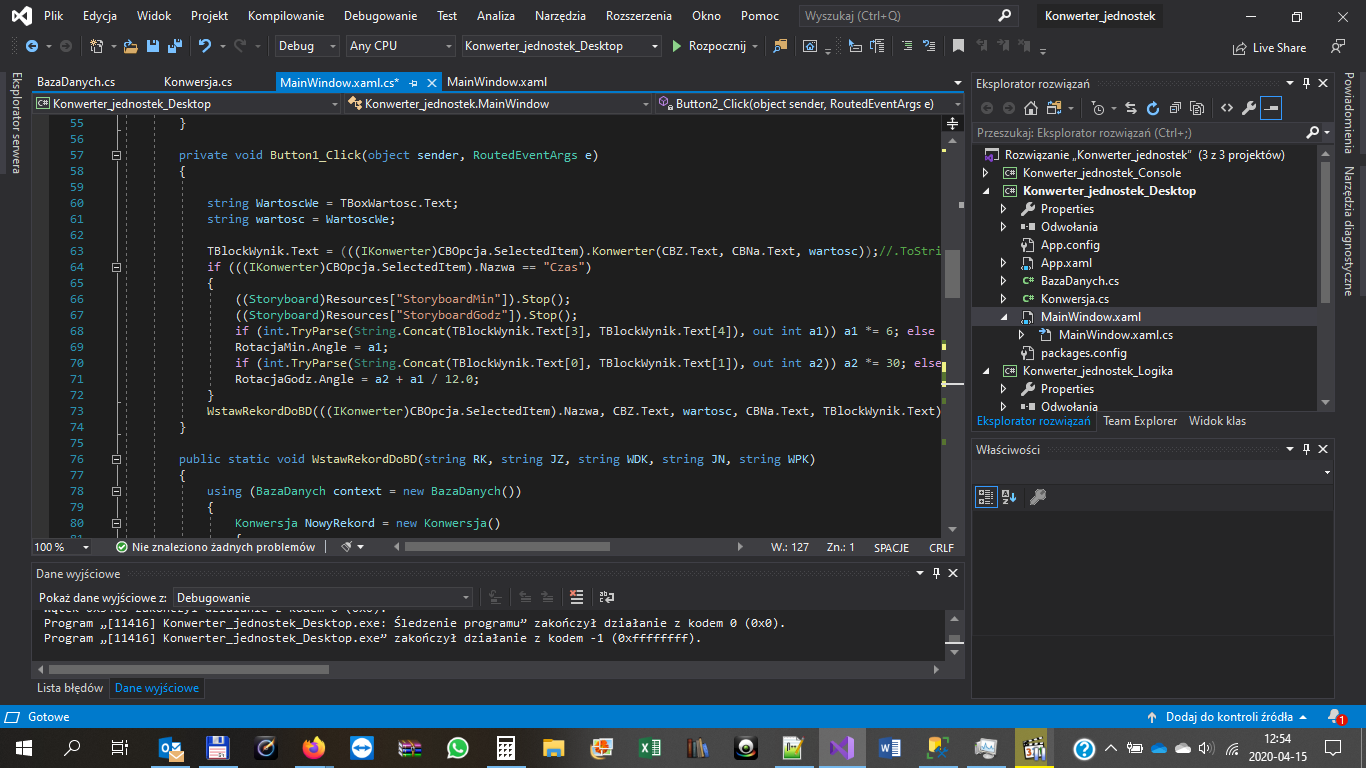 Plik Edycja Widok Projekt Kompilowanie Debugowanie Test Analiza Narzędzia Rozszerzenia Okno Pomoc Wyszukaj (Ctrl+Q) Konwerter_jednostek
Debug Any CPU Konwerter_jednostek_Desktop Rozpocznij Live Share
Eksplorator serwera
BazaDanych.cs Konwersja.cs MainWindow.xaml.cs* MainWindow.xaml
Konwerter_jednostek_Desktop Konwerter_jednostek.MainWindow Button2_Click(object sender, RoutedEventArgs e)
55 }
56
57 private void Button1_Click(object sender, RoutedEventArgs e)
58 {
59
60 string WartoscWe = TBoxWartosc.Text;
61 string wartosc = WartoscWe;
62
63 TBlockWynik.Text = (((IKonwerter)CBOpcja.SelectedItem).Konwerter(CBZ.Text, CBNa.Text, wartosc));//.ToStri
64 if (((IKonwerter)CBOpcja.SelectedItem).Nazwa == "Czas")
65 {
66 ((Storyboard)Resources["StoryboardMin"]).Stop();
67 ((Storyboard)Resources["StoryboardGodz"]).Stop();
68 if (int.TryParse(String.Concat(TBlockWynik.Text[3], TBlockWynik.Text[4]), out int a1)) a1 *= 6; else
69 RotacjaMin.Angle = a1;
70 if (int.TryParse(String.Concat(TBlockWynik.Text[0], TBlockWynik.Text[1]), out int a2)) a2 *= 30; else
71 RotacjaGodz.Angle = a2 + a1 / 12.0;
72 }
73 WstawRekordDoBD(((IKonwerter)CBOpcja.SelectedItem).Nazwa, CBZ.Text, wartosc, CBNa.Text, TBlockWynik.Text)
74 }
75
76 public static void WstawRekordDoBD(string RK, string JZ, string WDK, string JN, string WPK)
77 {
78 using (BazaDanych context = new BazaDanych())
79 {
80 Konwersja NowyRekord = new Konwersja()
100 % Nie znaleziono żadnych problemów W.: 127 Zn.: 1 SPACJE CRLF
Dane wyjściowe
Pokaż dane wyjściowe z: Debugowanie
Program „[11416] Konwerter_jednostek_Desktop.exe: Śledzenie programu” zakończył działanie z kodem 0 (0x0).
Program „[11416] Konwerter_jednostek_Desktop.exe” zakończył działanie z kodem -1 (0xffffffff).
Lista błędów Dane wyjściowe
Eksplorator rozwiązań
Przeszukaj: Eksplorator rozwiązań (Ctrl+;)
Rozwiązanie „Konwerter_jednostek” (3 z 3 projektów)
Konwerter_jednostek_Console
Konwerter_jednostek_Desktop
Properties
Odwołania
App.config
App.xaml
BazaDanych.cs
Konwersja.cs
MainWindow.xaml
MainWindow.xaml.cs
packages.config
Konwerter_jednostek_Logika
Properties
Odwołania
Eksplorator rozwiązań Team Explorer Widok klas
Właściwości
Powiadomienia
Narzędzia diagnostyczne
Gotowe Dodaj do kontroli źródła 1
12:54
2020-04-15